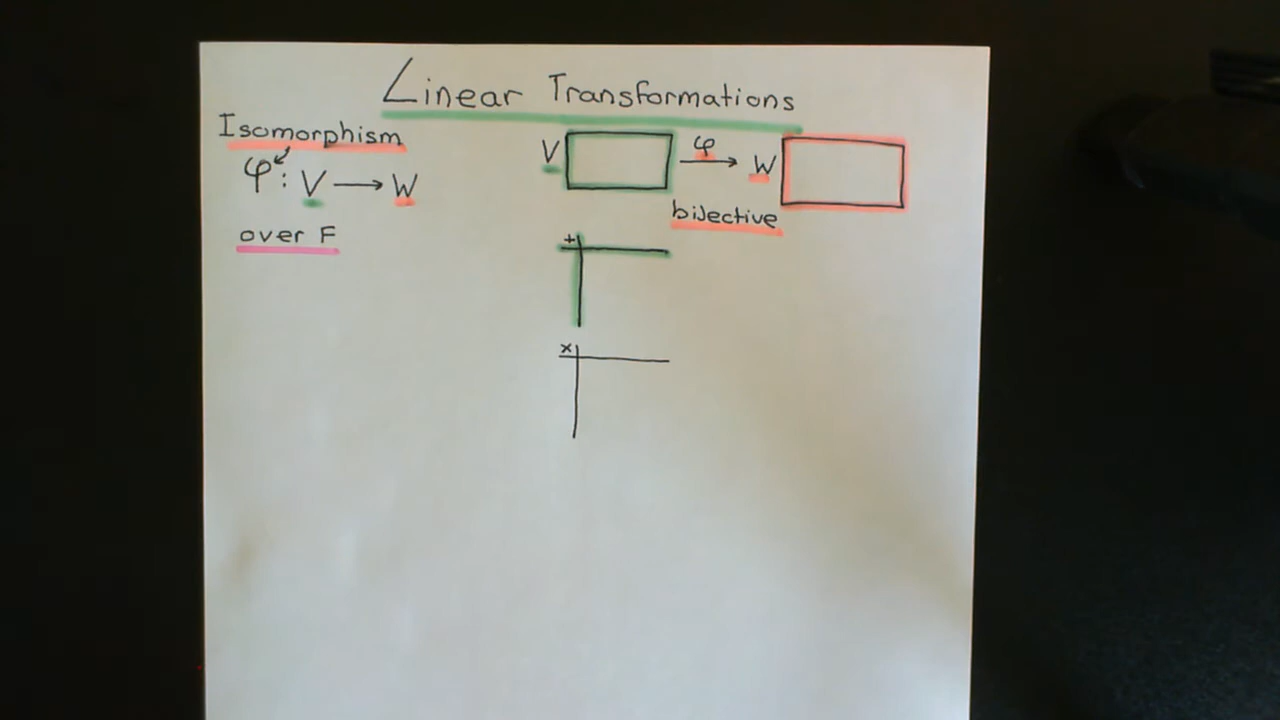 Linear Transformations
Isomorphism
φ: V → W
over F
V φ → W
bijective
+
×